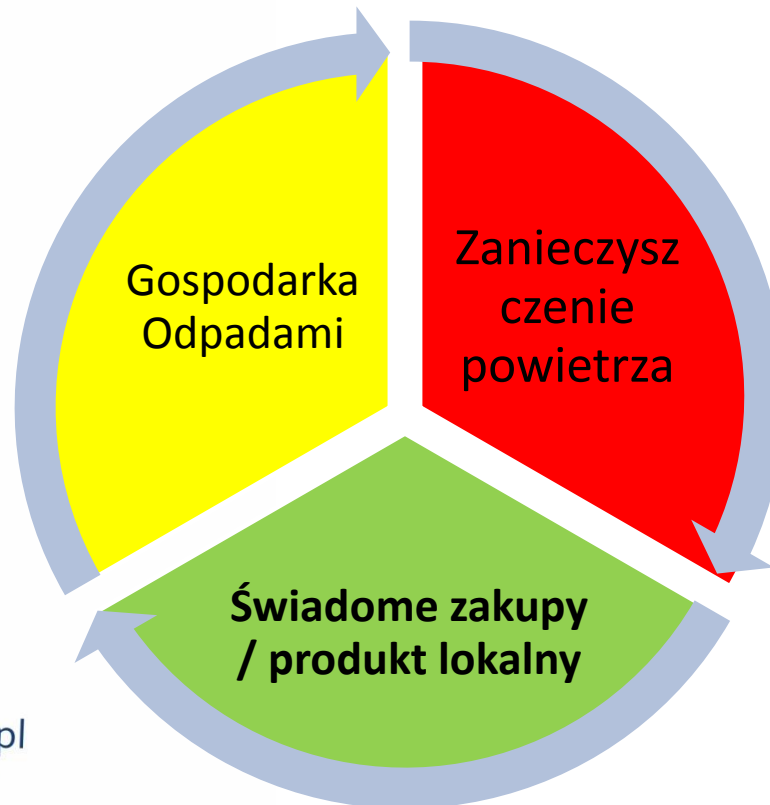 Gospodarka
Odpadami
Zanieczysz
czenie
powietrza
Świadome zakupy
/ produkt lokalny
pl